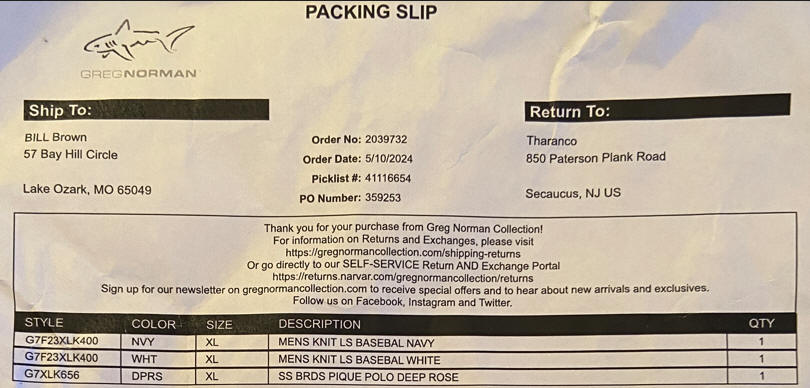 PACKING SLIP
GREGNORMAN
Ship To:
BILL Brown
57 Bay Hill Circle
Lake Ozark, MO 65049
Order No: 2039732
Order Date: 5/10/2024
Picklist #: 41116654
PO Number: 359253
Return To:
Tharanco
850 Paterson Plank Road
Secaucus, NJ US
Thank you for your purchase from Greg Norman Collection!
For information on Returns and Exchanges, please visit
https://gregnormancollection.com/shipping-returns
Or go directly to our SELF-SERVICE Return AND Exchange Portal
https://returns.narvar.com/gregnormancollection/returns
Sign up for our newsletter on gregnormancollection.com to receive special offers and to hear about new arrivals and exclusives.
Follow us on Facebook, Instagram and Twitter.
STYLE COLOR SIZE DESCRIPTION QTY
G7F23XLK400 NVY XL MENS KNIT LS BASEBAL NAVY 1
G7F23XLK400 WHT XL MENS KNIT LS BASEBAL WHITE 1
G7XLK656 DPRS XL SS BRDS PIQUE POLO DEEP ROSE 1